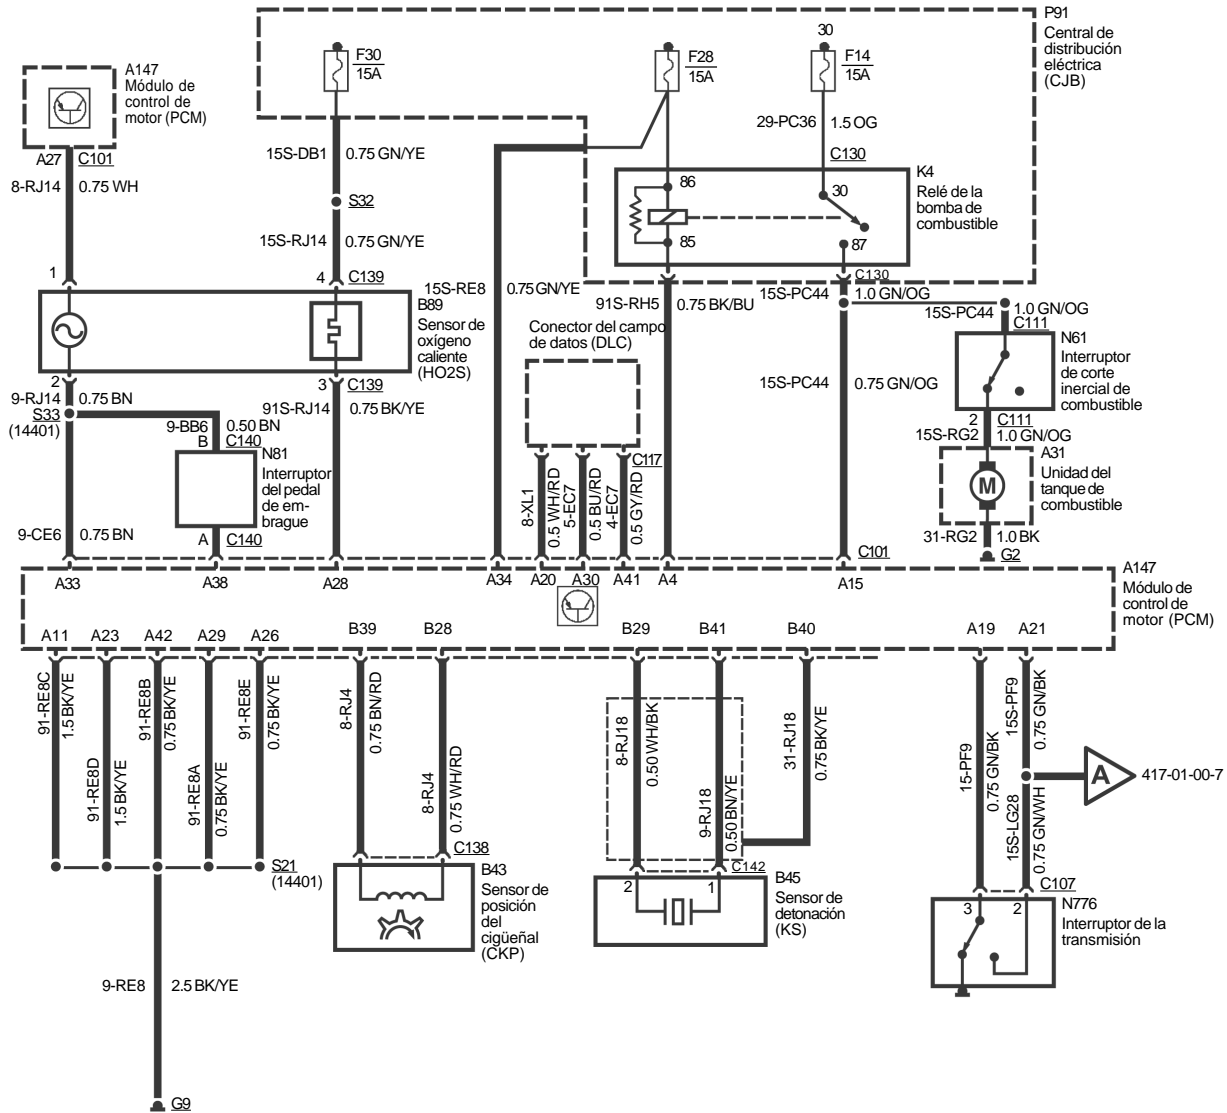 P91
Central de
distribución
eléctrica
(CJB)
30
F30
15A
F28
15A
F14
15A
A147
Módulo de
control de
motor (PCM)
A27 C101
8-RJ14 0.75 WH
15S-DB1 0.75 GN/YE
29-PC36 1.5 OG
C130
S32
15S-RJ14 0.75 GN/YE
K4
Relé de la
bomba de
combustible
86
30
85
87
C130
1
4 C139
15S-RE8 0.75 GN/YE
91S-RH5 0.75 BK/BU
15S-PC44 1.0 GN/OG
15S-PC44 1.0 GN/OG
C111
B89
Sensor de
oxígeno
caliente
(HO2S)
Conector del campo
de datos (DLC)
N61
Interruptor
de corte
inercial de
combustible
2
3 C139
9-RJ14 0.75 BN
S33
(14401)
91S-RJ14 0.75 BK/YE
15S-PC44 0.75 GN/OG
9-BB6 0.50 BN
B C140
N81
Interruptor
del pedal
de em-
brague
2 C111
15S-RG2 1.0 GN/OG
A31
Unidad del
tanque de
combustible
M
C117
8-XL1
0.5 WH/RD
5-EC7
0.5 BU/RD
4-EC7
0.5 GY/RD
9-CE6 0.75 BN
A C140
31-RG2 1.0 BK
G2
C101
A33 A38 A28 A34 A20 A30 A41 A4 A15
A147
Módulo de
control de
motor (PCM)
A11 A23 A42 A29 A26 B39 B28 B29 B41 B40 A19 A21
91-RE8C
1.5 BK/YE
91-RE8D
1.5 BK/YE
91-RE8B
0.75 BK/YE
91-RE8A
0.75 BK/YE
91-RE8E
0.75 BK/YE
8-RJ4
0.75 BN/RD
8-RJ4
0.75 WH/RD
8-RJ18
0.50 WH/BK
9-RJ18
0.50 BN/YE
31-RJ18
0.75 BK/YE
15-PF9
0.75 GN/BK
15S-PF9
0.75 GN/BK
A
417-01-00-7
15S-LG28
0.75 GN/WH
S21
(14401)
C138
B43
Sensor de
posición
del
cigüeñal
(CKP)
C142
2
1
B45
Sensor de
detonación
(KS)
C107
3
2
N776
Interruptor de la
transmisión
9-RE8 2.5 BK/YE
G9